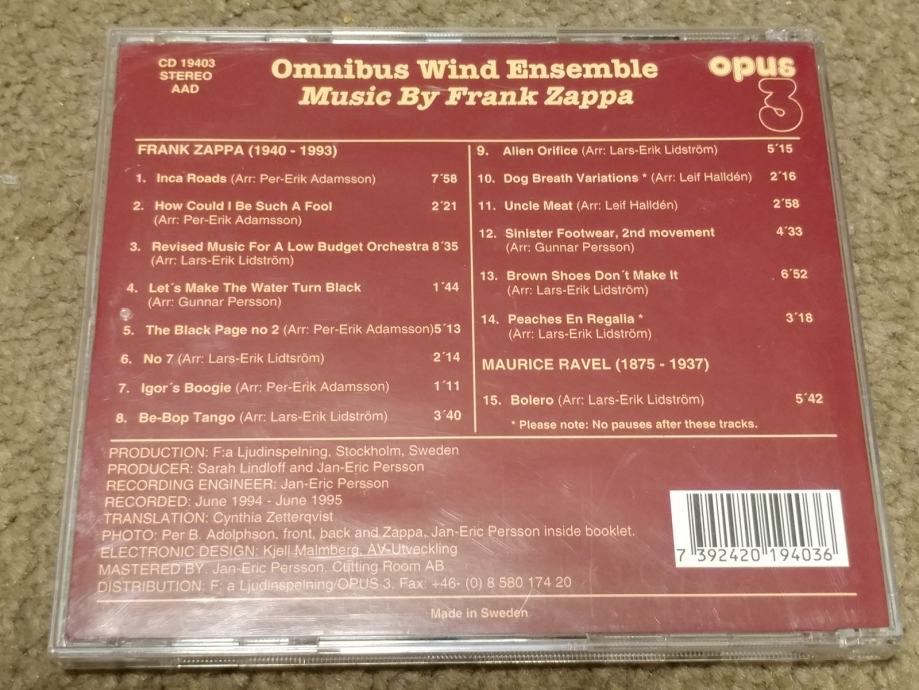 CD 19403
STEREO
AAD
Omnibus Wind Ensemble
Music By Frank Zappa
opus
3
FRANK ZAPPA (1940 - 1993)
1. Inca Roads (Arr: Per-Erik Adamsson) 7´58
2. How Could I Be Such A Fool 2´21
(Arr: Per-Erik Adamsson)
3. Revised Music For A Low Budget Orchestra 8´35
(Arr: Lars-Erik Lidström)
4. Let´s Make The Water Turn Black 1´44
(Arr: Gunnar Persson)
5. The Black Page no 2 (Arr: Per-Erik Adamsson) 5´13
6. No 7 (Arr: Lars-Erik Lidtsröm) 2´14
7. Igor´s Boogie (Arr: Per-Erik Adamsson) 1´11
8. Be-Bop Tango (Arr: Lars-Erik Lidström) 3´40
9. Alien Orifice (Arr: Lars-Erik Lidström) 5´15
10. Dog Breath Variations * (Arr: Leif Halldén) 2´16
11. Uncle Meat (Arr: Leif Halldén) 2´58
12. Sinister Footwear, 2nd movement 4´33
(Arr: Gunnar Persson)
13. Brown Shoes Don´t Make It 6´52
(Arr: Lars-Erik Lidström)
14. Peaches En Regalia * 3´18
(Arr: Lars-Erik Lidström)
MAURICE RAVEL (1875 - 1937)
15. Bolero (Arr: Lars-Erik Lidström) 5´42
* Please note: No pauses after these tracks.
PRODUCTION: F:a Ljudinspelning, Stockholm, Sweden
PRODUCER: Sarah Lindloff and Jan-Eric Persson
RECORDING ENGINEER: Jan-Eric Persson
RECORDED: June 1994 - June 1995
TRANSLATION: Cynthia Zetterqvist
PHOTO: Per B. Adolphson, front, back and Zappa, Jan-Eric Persson inside booklet.
ELECTRONIC DESIGN: Kjell Malmberg, AV-Utveckling
MASTERED BY: Jan-Eric Persson, Cutting Room AB
DISTRIBUTION: F: a Ljudinspelning/OPUS 3. Fax: +46- (0) 8 580 174 20
7 392420 194036
Made in Sweden